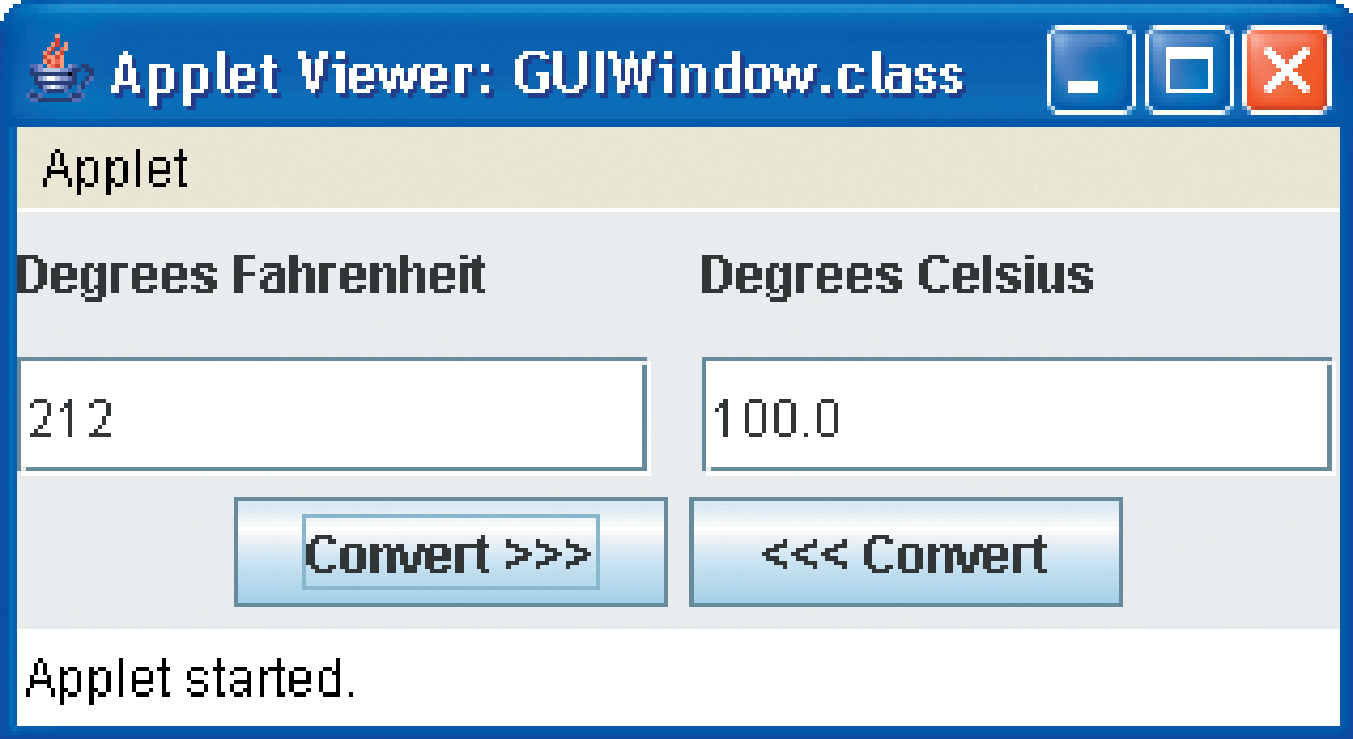 Applet Viewer: GUIWindow.class
Applet
Degrees Fahrenheit Degrees Celsius
212 100.0
Convert >>> <<< Convert
Applet started.